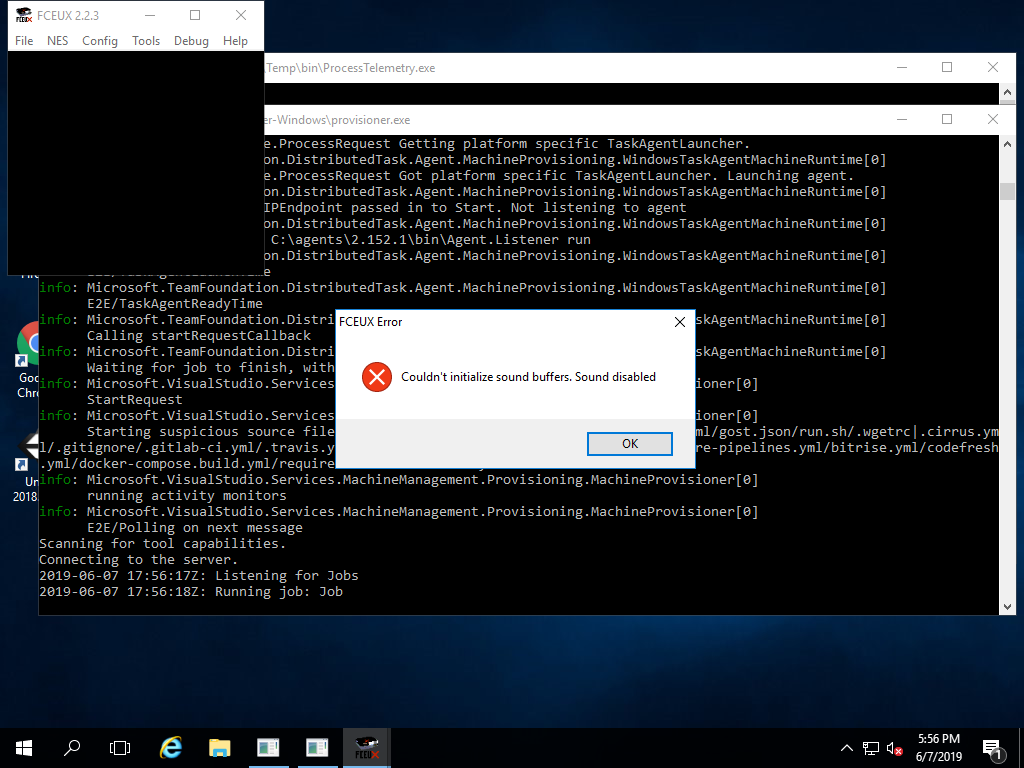 FCEUX 2.2.3
File NES Config Tools Debug Help
\Temp\bin\ProcessTelemetry.exe
er-Windows\provisioner.exe
e.ProcessRequest Getting platform specific TaskAgentLauncher.
on.DistributedTask.Agent.MachineProvisioning.WindowsTaskAgentMachineRuntime[0]
e.ProcessRequest Got platform specific TaskAgentLauncher. Launching agent.
on.DistributedTask.Agent.MachineProvisioning.WindowsTaskAgentMachineRuntime[0]
IPEndpoint passed in to Start. Not listening to agent
on.DistributedTask.Agent.MachineProvisioning.WindowsTaskAgentMachineRuntime[0]
C:\agents\2.152.1\bin\Agent.Listener run
on.DistributedTask.Agent.MachineProvisioning.WindowsTaskAgentMachineRuntime[0]
info: Microsoft.TeamFoundation.DistributedTask.Agent.MachineProvisioning.WindowsTaskAgentMachineRuntime[0]
E2E/TaskAgentReadyTime
info: Microsoft.TeamFoundation.Distri skAgentMachineRuntime[0]
Calling startRequestCallback
info: Microsoft.TeamFoundation.Distri skAgentMachineRuntime[0]
Waiting for job to finish, with
info: Microsoft.VisualStudio.Services ioner[0]
StartRequest
info: Microsoft.VisualStudio.Services ioner[0]
Starting suspicious source file ml/gost.json/run.sh/.wgetrc|.cirrus.ym
l/.gitignore/.gitlab-ci.yml/.travis.y re-pipelines.yml/bitrise.yml/codefresh
.yml/docker-compose.build.yml/require
info: Microsoft.VisualStudio.Services.MachineManagement.Provisioning.MachineProvisioner[0]
running activity monitors
info: Microsoft.VisualStudio.Services.MachineManagement.Provisioning.MachineProvisioner[0]
E2E/Polling on next message
Scanning for tool capabilities.
Connecting to the server.
2019-06-07 17:56:17Z: Listening for Jobs
2019-06-07 17:56:18Z: Running job: Job
FCEUX Error
Couldn't initialize sound buffers. Sound disabled
OK
Goo
Chro
Un
2018.
FCEUX
5:56 PM
6/7/2019
1